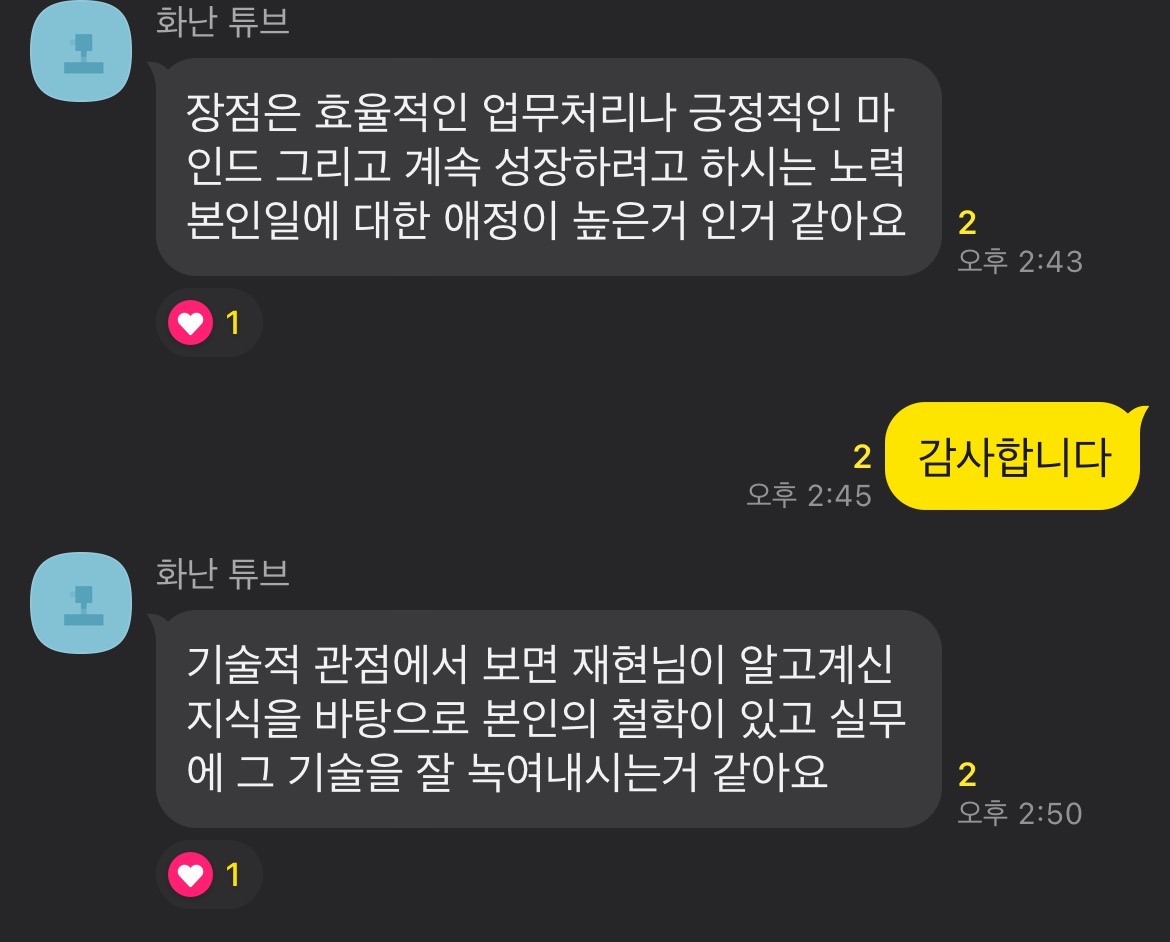 화난 튜브
장점은 효율적인 업무처리나 긍정적인 마
인드 그리고 계속 성장하려고 하시는 노력
본인일에 대한 애정이 높은거 인거 같아요
2
오후 2:43
1
감사합니다
2
오후 2:45
화난 튜브
기술적 관점에서 보면 재현님이 알고계신
지식을 바탕으로 본인의 철학이 있고 실무
에 그 기술을 잘 녹여내시는거 같아요
2
오후 2:50
1